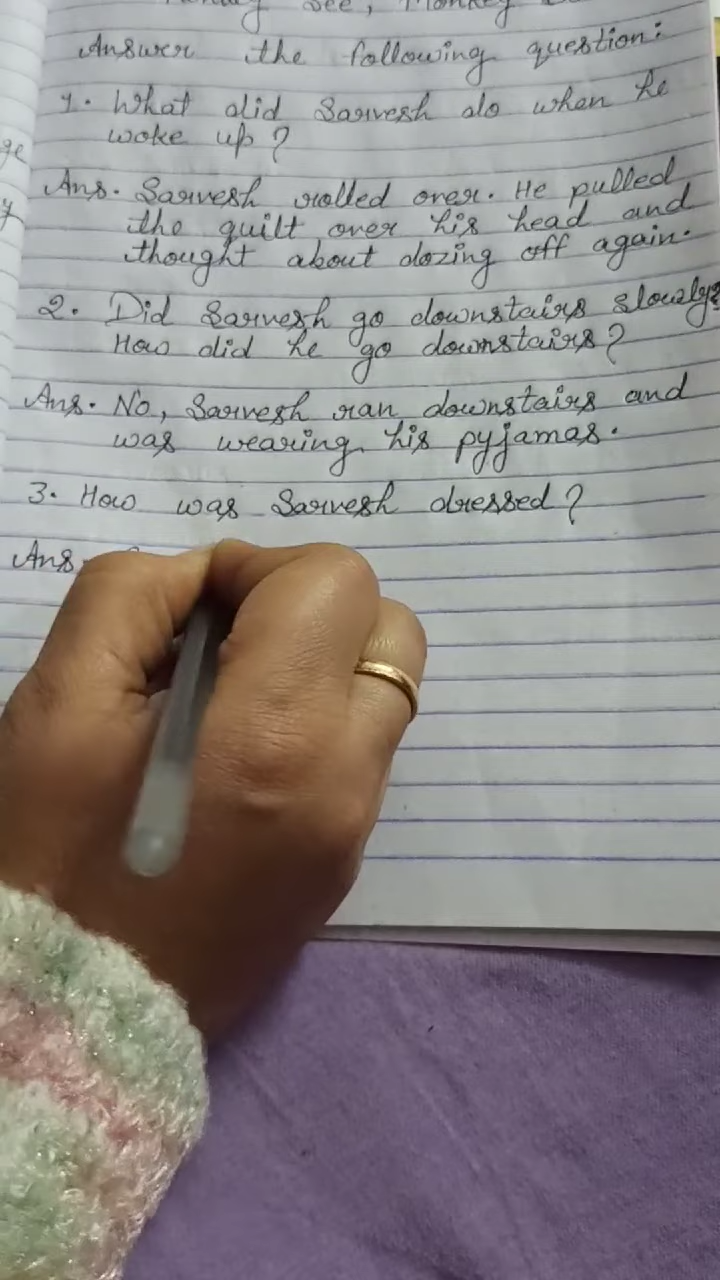 See, Monkey
Answer the following question:
1. What did Sarvesh do when he
woke up?
Ans. Sarvesh rolled over. He pulled
the quilt over his head and
thought about dozing off again.
2. Did Sarvesh go downstairs slowly?
How did he go downstairs?
Ans. No, Sarvesh ran downstairs and
was wearing his pyjamas.
3. How was Sarvesh dressed?
Ans.